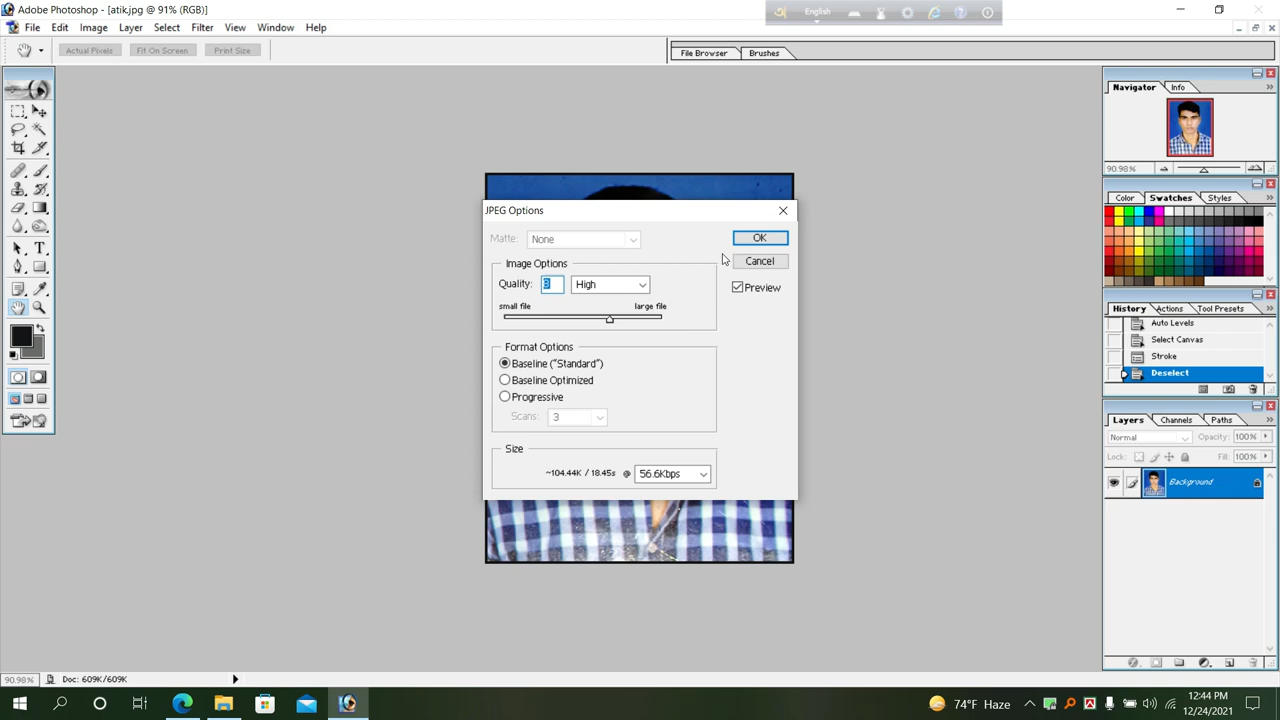 Adobe Photoshop - [atik.jpg @ 91% (RGB)]
English
File Edit Image Layer Select Filter View Window Help
Actual Pixels Fit On Screen Print Size File Browser Brushes
Navigator Info
90.98%
Color Swatches Styles
JPEG Options
Matte: None OK
Image Options Cancel
Quality: 8 High Preview
small file large file
Format Options
Baseline ("Standard")
Baseline Optimized
Progressive
Scans: 3
Size
~104.44K / 18.45s @ 56.6Kbps
History Actions Tool Presets
Auto Levels
Select Canvas
Stroke
Deselect
Layers Channels Paths
Normal Opacity: 100%
Lock: Fill: 100%
Background
90.98% Doc: 609K/609K
74°F Haze
12:44 PM
12/24/2021